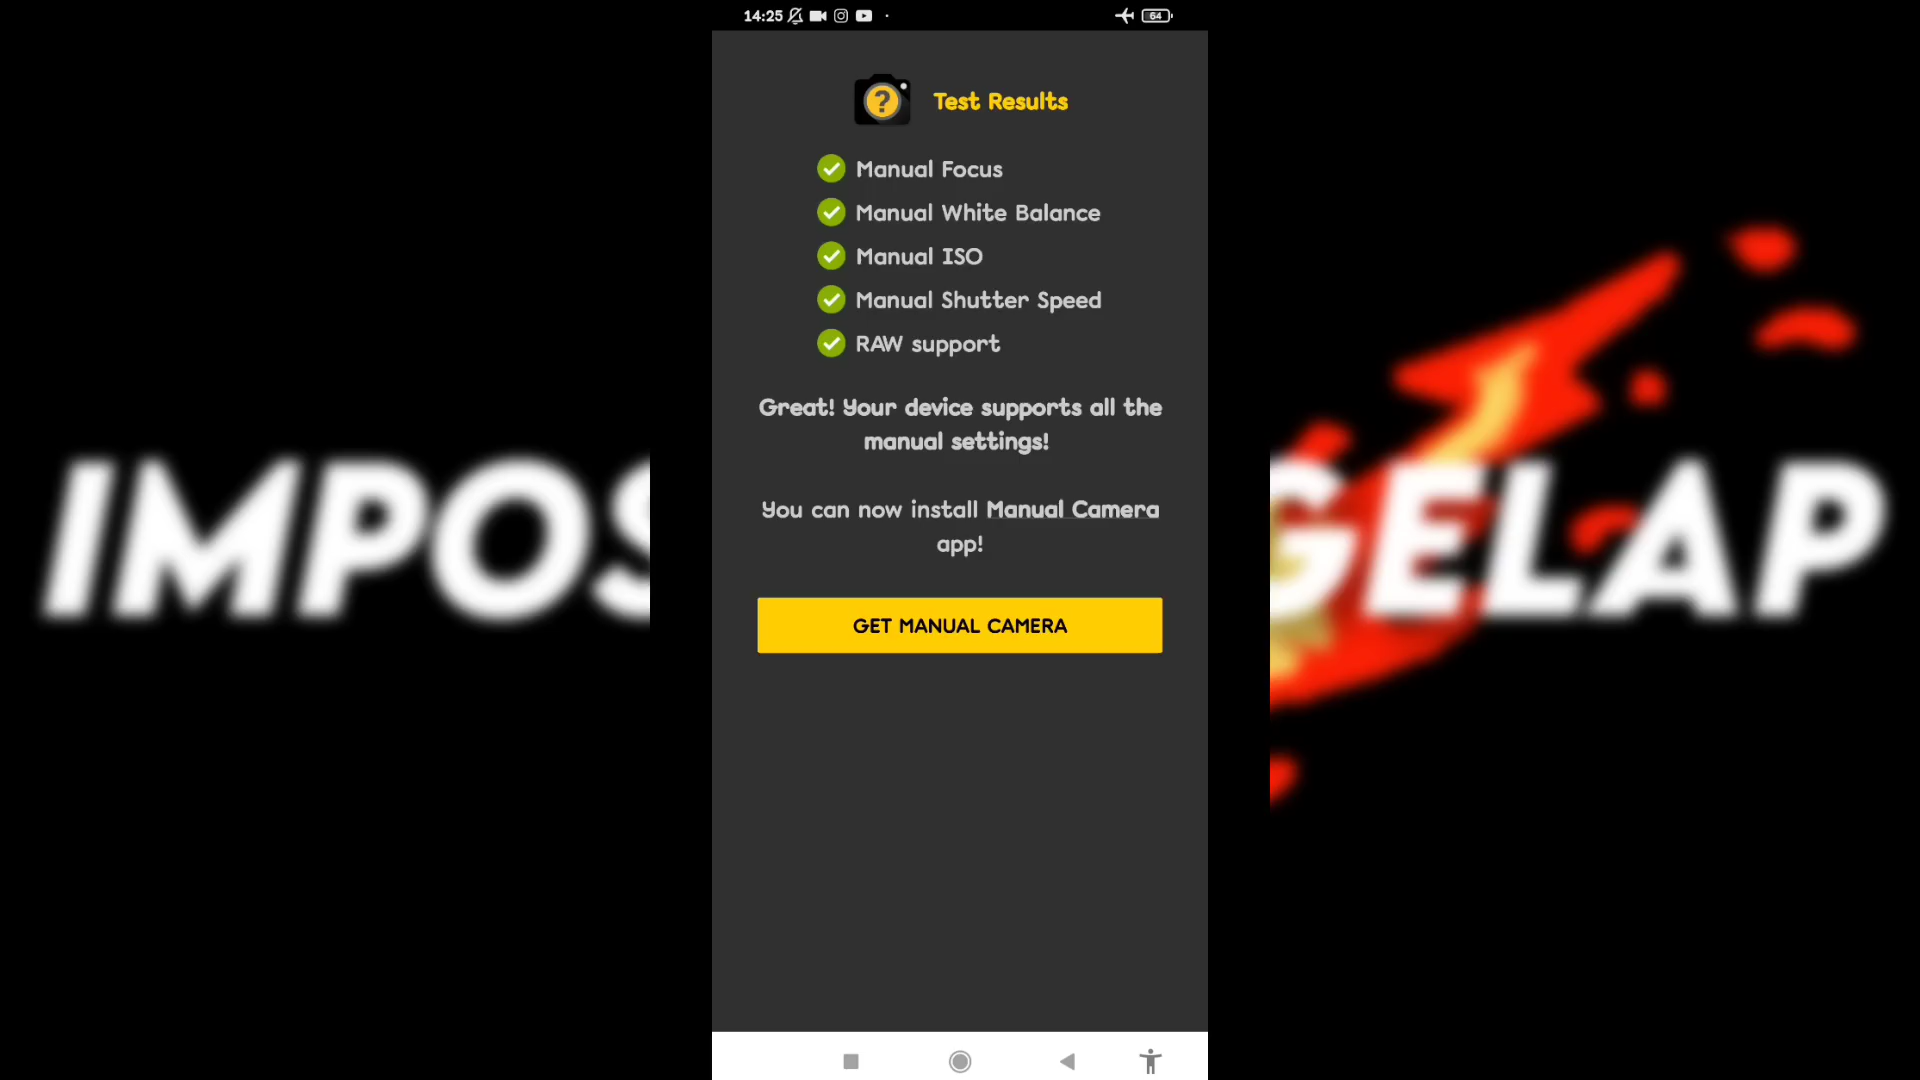 14:25
64
Test Results
Manual Focus
Manual White Balance
Manual ISO
Manual Shutter Speed
RAW support
Great! Your device supports all the
manual settings!
You can now install Manual Camera
app!
GET MANUAL CAMERA
IMPOS
GELAP